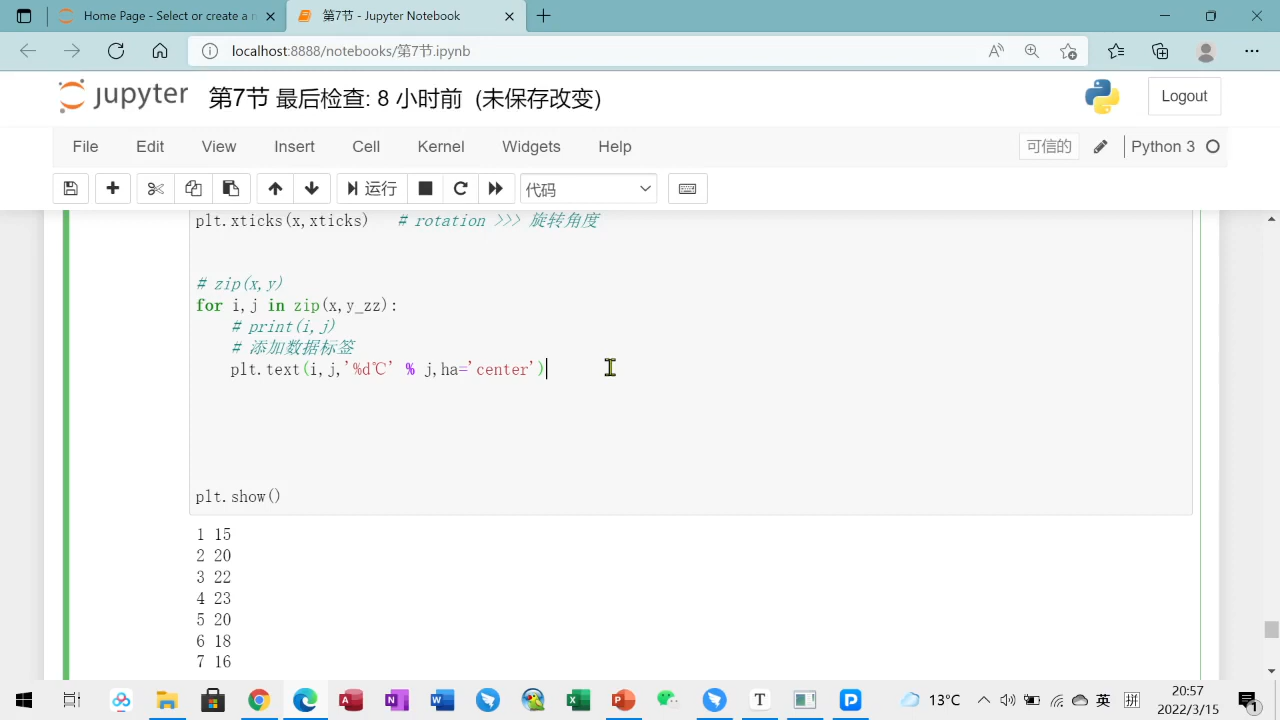 Home Page - Select or create a n
第7节 - Jupyter Notebook
localhost:8888/notebooks/第7节.ipynb
jupyter 第7节 最后检查: 8 小时前 (未保存改变) Logout
File Edit View Insert Cell Kernel Widgets Help 可信的 Python 3
运行 代码
plt.xticks(x,xticks) # rotation >>> 旋转角度
# zip(x,y)
for i,j in zip(x,y_zz):
# print(i,j)
# 添加数据标签
plt.text(i,j,'%d℃' % j,ha='center')
plt.show()
1 15
2 20
3 22
4 23
5 20
6 18
7 16
13°C 英 拼 20:57
2022/3/15 1